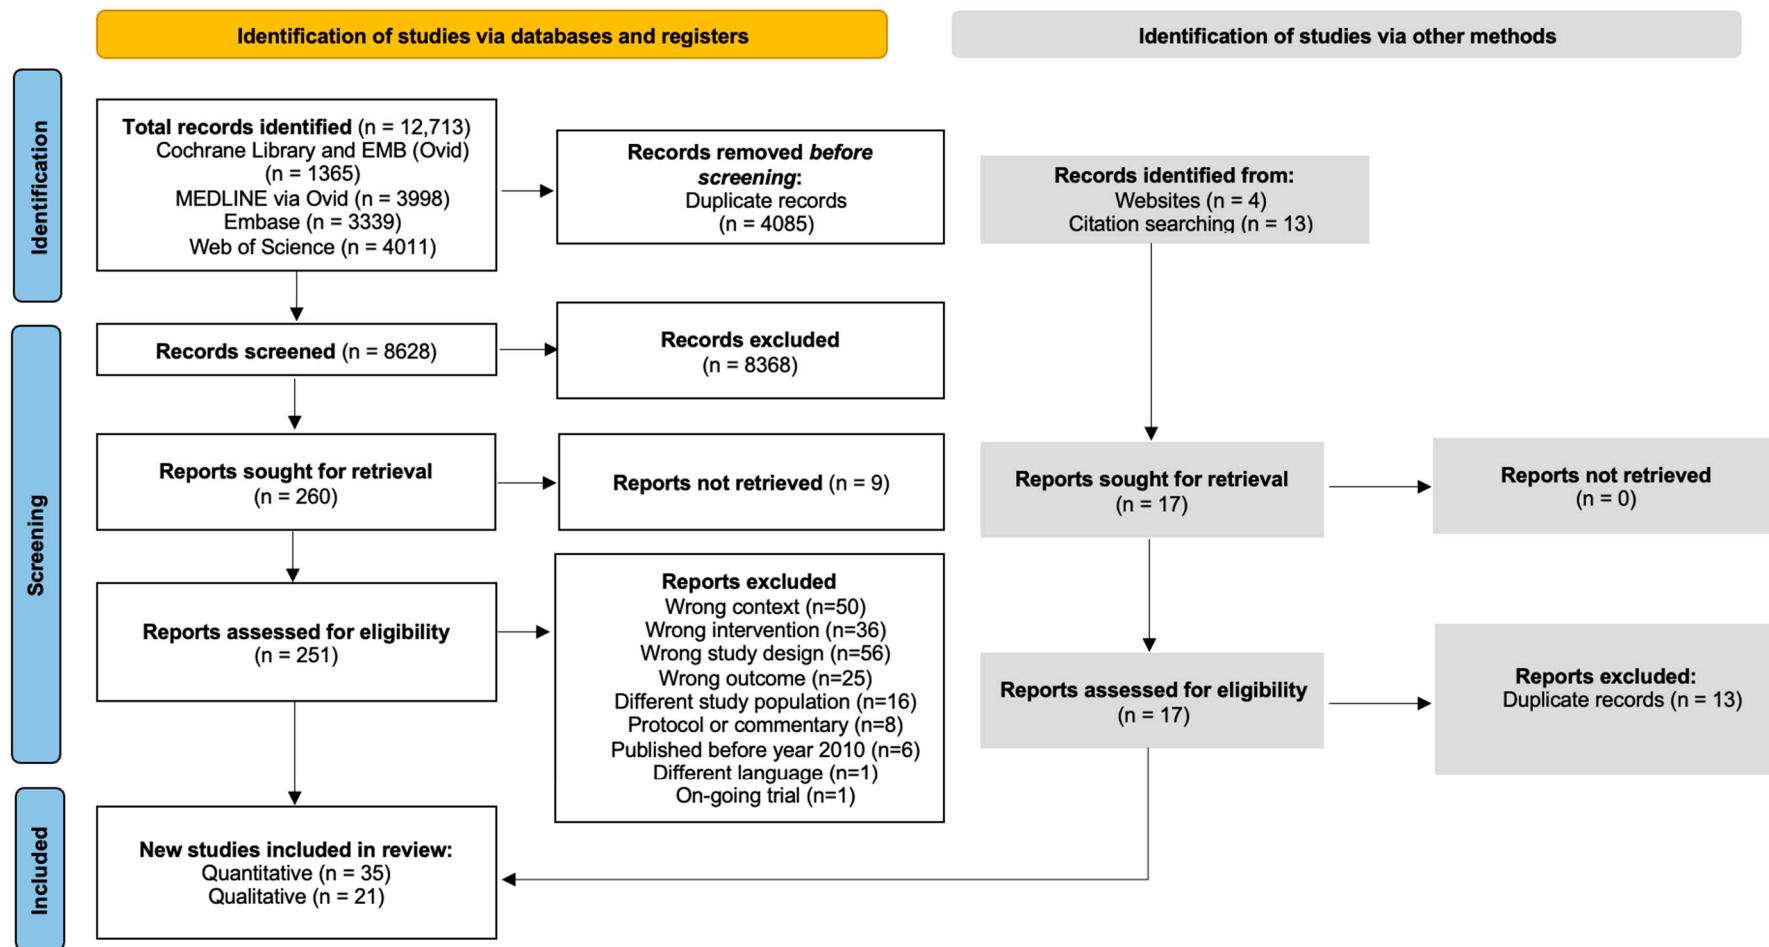 Identification of studies via databases and registers
Identification of studies via other methods
Identification
Total records identified (n = 12,713)
Cochrane Library and EMB (Ovid)
(n = 1365)
MEDLINE via Ovid (n = 3998)
Embase (n = 3339)
Web of Science (n = 4011)
Records removed before
screening:
Duplicate records
(n = 4085)
Records identified from:
Websites (n = 4)
Citation searching (n = 13)
Screening
Records screened (n = 8628)
Records excluded
(n = 8368)
Reports sought for retrieval
(n = 260)
Reports not retrieved (n = 9)
Reports sought for retrieval
(n = 17)
Reports not retrieved
(n = 0)
Reports assessed for eligibility
(n = 251)
Reports excluded
Wrong context (n=50)
Wrong intervention (n=36)
Wrong study design (n=56)
Wrong outcome (n=25)
Different study population (n=16)
Protocol or commentary (n=8)
Published before year 2010 (n=6)
Different language (n=1)
On-going trial (n=1)
Reports assessed for eligibility
(n = 17)
Reports excluded:
Duplicate records (n = 13)
Included
New studies included in review:
Quantitative (n = 35)
Qualitative (n = 21)